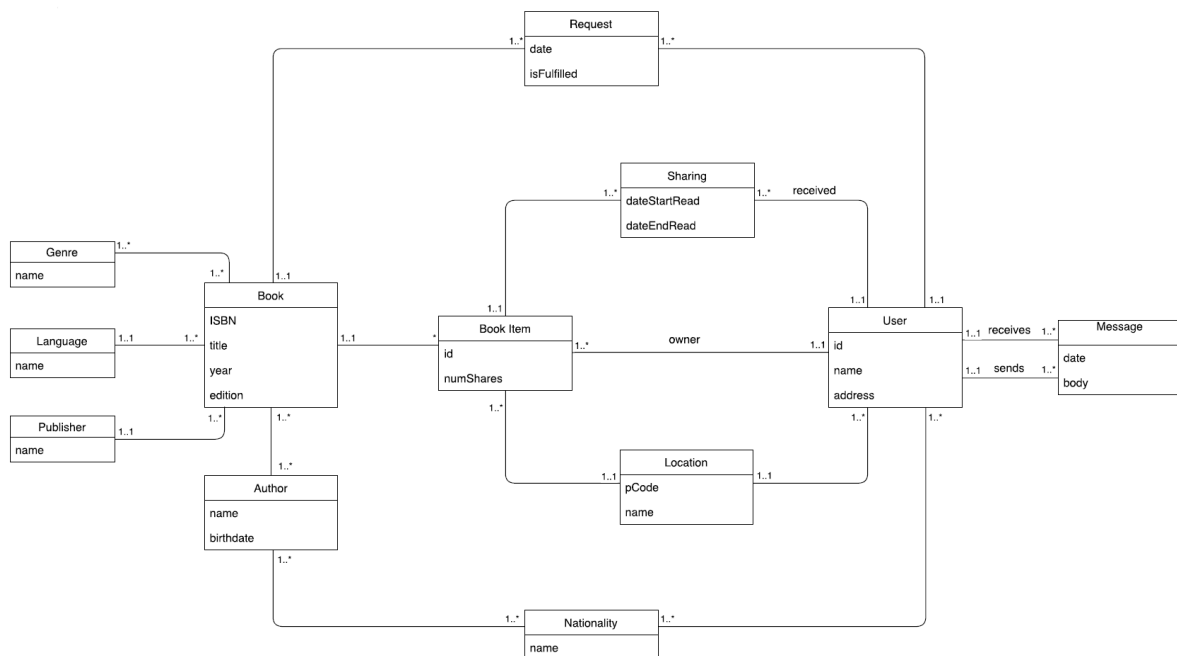 Request
1..*
1..*
date
isFulfilled
Sharing
1..*
1..*
received
dateStartRead
dateEndRead
Genre
1..*
name
1..*
1..1
Book
ISBN
title
year
edition
Language
1..1
1..*
name
Publisher
1..1
1..*
name
1..*
1..*
Author
name
birthdate
1..*
1..1
*
1..1
Book Item
1..*
id
numShares
1..*
owner
1..1
1..1
1..1
User
id
name
address
1..*
1..*
1..1
receives
1..*
1..1
sends
1..*
Message
date
body
Location
1..1
1..1
pCode
name
1..*
1..*
Nationality
name